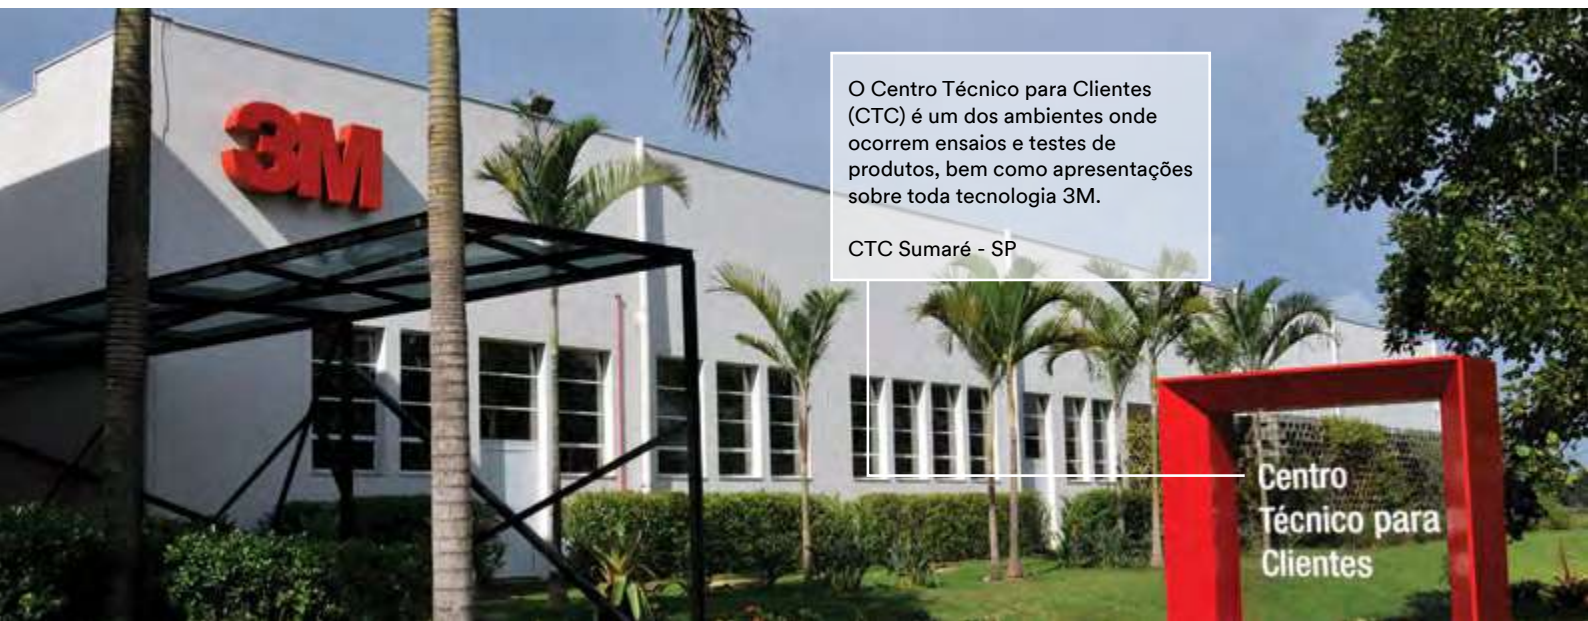 3M
O Centro Técnico para Clientes
(CTC) é um dos ambientes onde
ocorrem ensaios e testes de
produtos, bem como apresentações
sobre toda tecnologia 3M.
CTC Sumaré - SP
Centro
Técnico para
Clientes